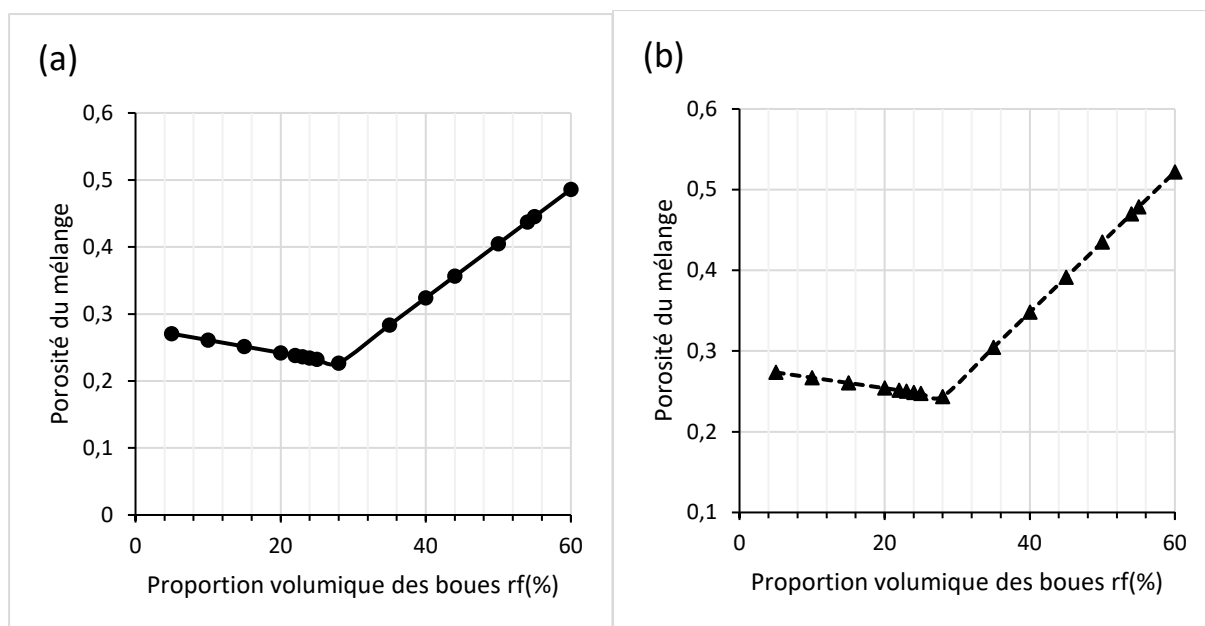 (a)
0,6
0,5
0,4
0,3
0,2
0,1
0
0 20 40 60
Porosité du mélange
Proportion volumique des boues rf(%)
(b)
0,6
0,5
0,4
0,3
0,2
0,1
0 20 40 60
Porosité du mélange
Proportion volumique des boues rf(%)